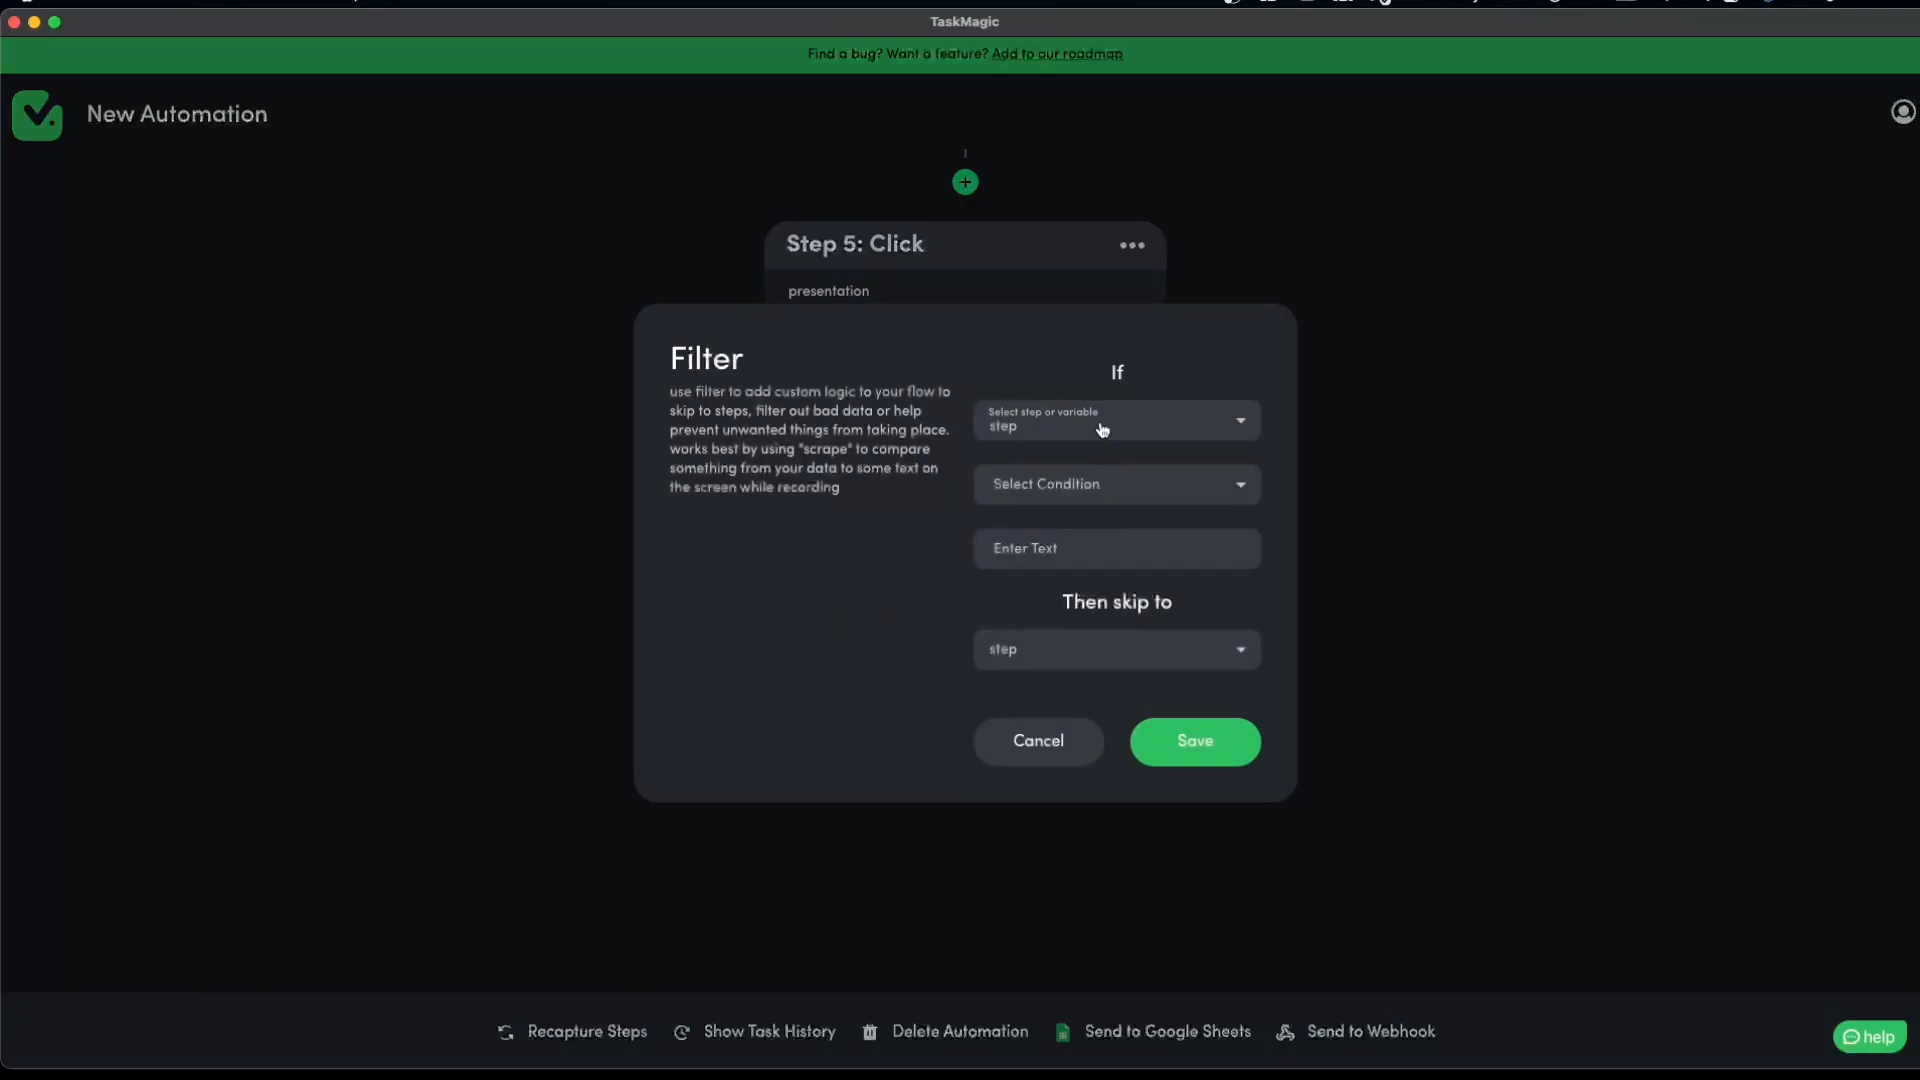 TaskMagic
Find a bug? Want a feature? Add to our roadmap
New Automation
Step 5: Click
presentation
Filter
use filter to add custom logic to your flow to
skip to steps, filter out bad data or help
prevent unwanted things from taking place.
works best by using "scrape" to compare
something from your data to some text on
the screen while recording
If
Select step or variable
step
Select Condition
Enter Text
Then skip to
step
Cancel
Save
Recapture Steps
Show Task History
Delete Automation
Send to Google Sheets
Send to Webhook
help